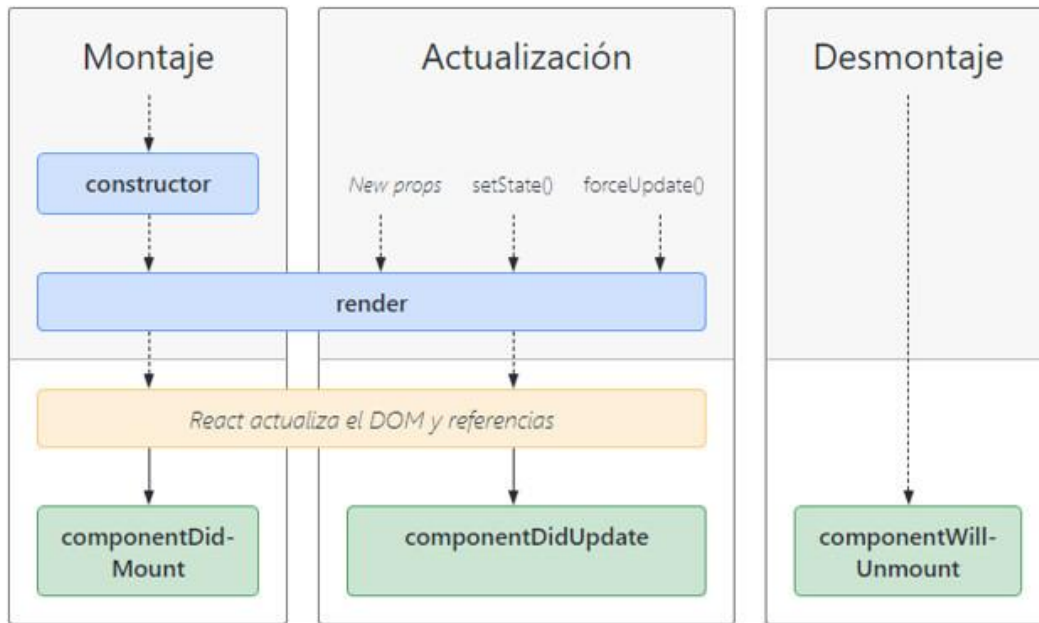 Montaje
Actualización
Desmontaje
constructor
New props
setState()
forceUpdate()
render
React actualiza el DOM y referencias
componentDid-
Mount
componentDidUpdate
componentWill-
Unmount